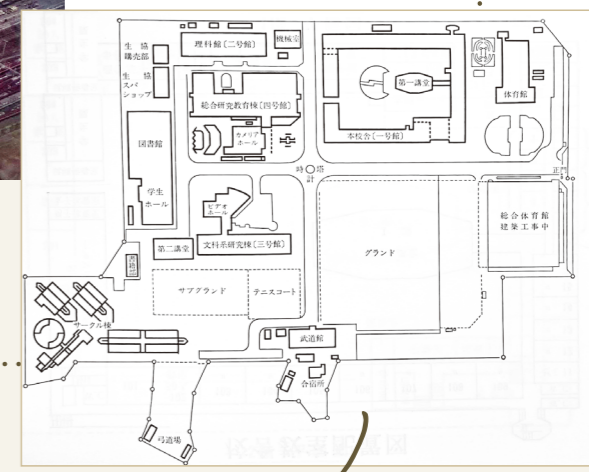 生協
購売部
理科館〔二号館〕
機械室
生協
スバ
ショップ
総合研究教育棟〔四号館〕
カメリア
ホール
第一講堂
本校舎〔一号館〕
体育館
図書館
学生
ホール
時計塔
正門
ビデオ
ホール
文科系研究棟〔三号館〕
第二講堂
書籍部
グランド
総合体育館
建築工事中
サブグランド
テニスコート
サークル棟
武道館
合宿所
弓道場